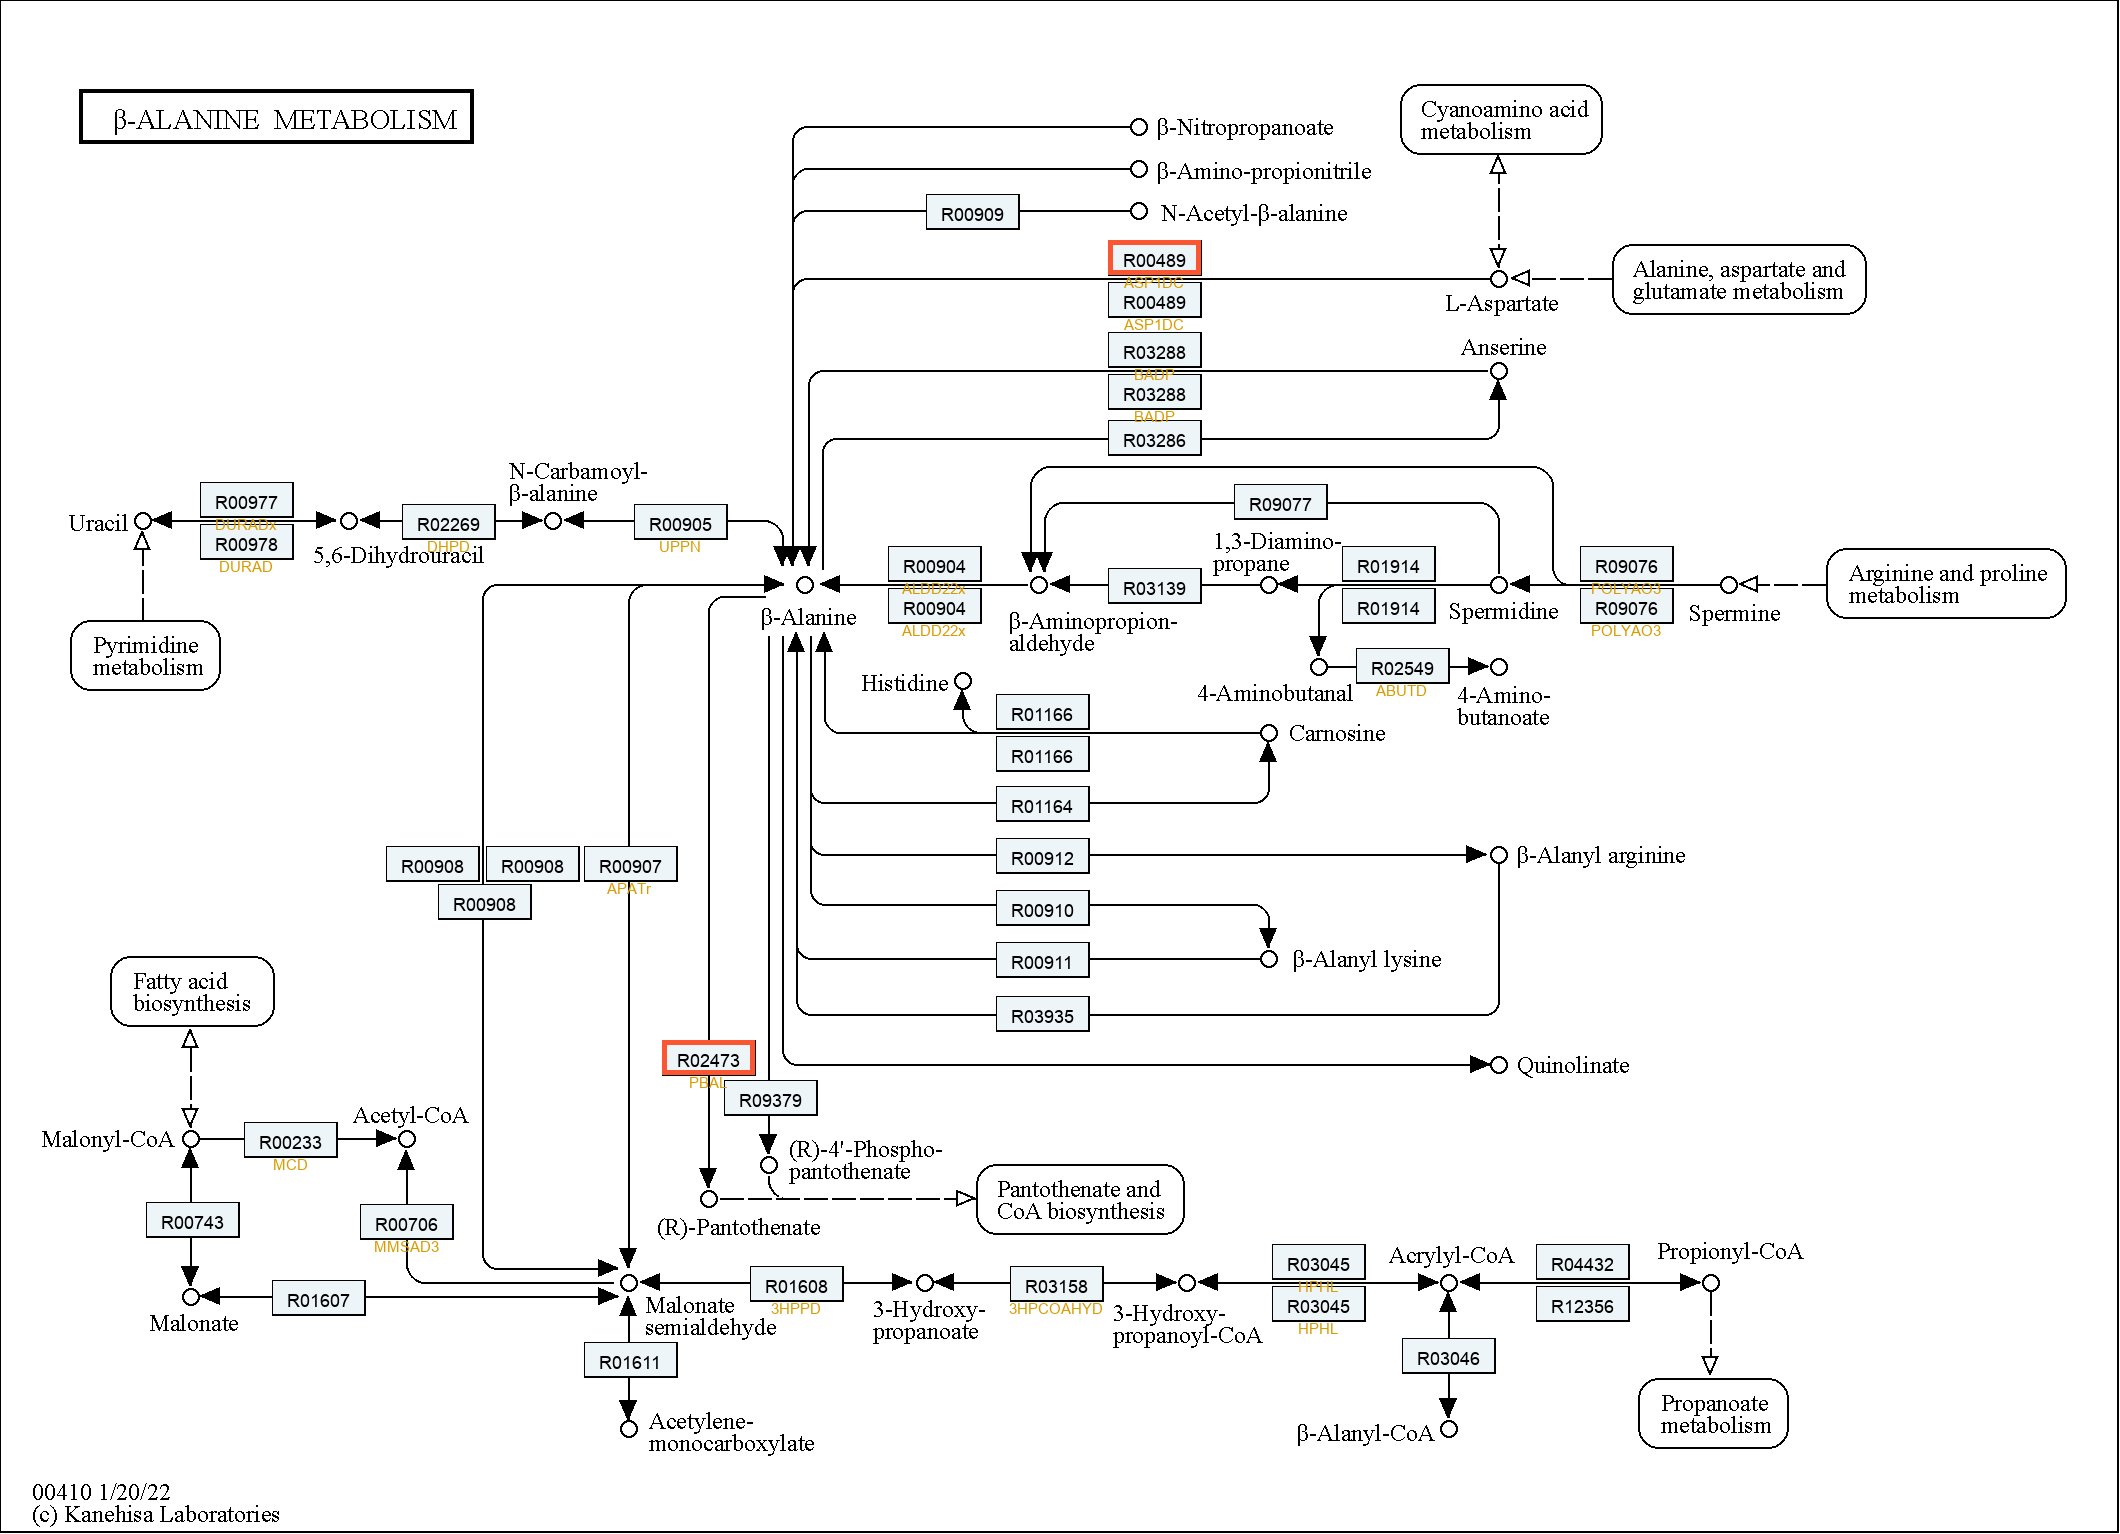 β-ALANINE METABOLISM
β-Nitropropanoate
β-Amino-propionitrile
R00909
N-Acetyl-β-alanine
Cyanoamino acid
metabolism
R00489
ASP1DC
R00489
ASP1DC
L-Aspartate
Alanine, aspartate and
glutamate metabolism
R03288
BADP
R03288
BADP
R03286
Anserine
Uracil
R00977
DURADx
R00978
DURAD
5,6-Dihydrouracil
R02269
DHPD
N-Carbamoyl-
β-alanine
R00905
UPPN
Pyrimidine
metabolism
β-Alanine
R00904
ALDD22x
R00904
ALDD22x
β-Aminopropion-
aldehyde
R03139
1,3-Diamino-
propane
R09077
R01914
R01914
Spermidine
R09076
POLYAO3
R09076
POLYAO3
Spermine
Arginine and proline
metabolism
4-Aminobutanal
R02549
ABUTD
4-Amino-
butanoate
Histidine
R01166
R01166
Carnosine
R01164
R00912
β-Alanyl arginine
R00910
R00911
β-Alanyl lysine
R03935
Quinolinate
R00908
R00908
R00908
R00907
APATr
R02473
PBAL
R09379
(R)-4'-Phospho-
pantothenate
(R)-Pantothenate
Pantothenate and
CoA biosynthesis
Fatty acid
biosynthesis
Malonyl-CoA
R00233
MCD
Acetyl-CoA
R00743
R00706
MMSAD3
Malonate
R01607
Malonate
semialdehyde
R01608
3HPPD
3-Hydroxy-
propanoate
R03158
3HPCOAHYD
3-Hydroxy-
propanoyl-CoA
R03045
HPHL
R03045
HPHL
Acrylyl-CoA
R04432
R12356
Propionyl-CoA
R01611
Acetylene-
monocarboxylate
R03046
β-Alanyl-CoA
Propanoate
metabolism
00410 1/20/22
(c) Kanehisa Laboratories